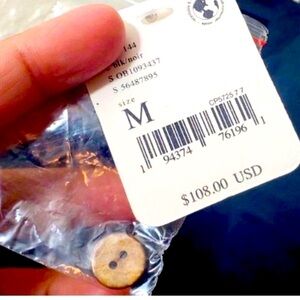 144
blk/noir
S OB1093437
S 56487895
size
M
CP5725 7 7
1 94374 76196 1
$108.00 USD